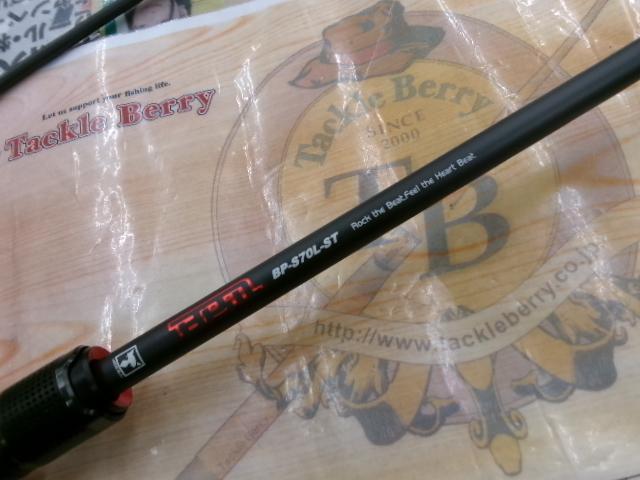 Let us support your fishing life.
Tackle Berry
Tackle Berry
SINCE
2000
TB
http://www.tackleberry.co.jp
BP-S70L-ST Rock the Beat,Feel the Heart Beat